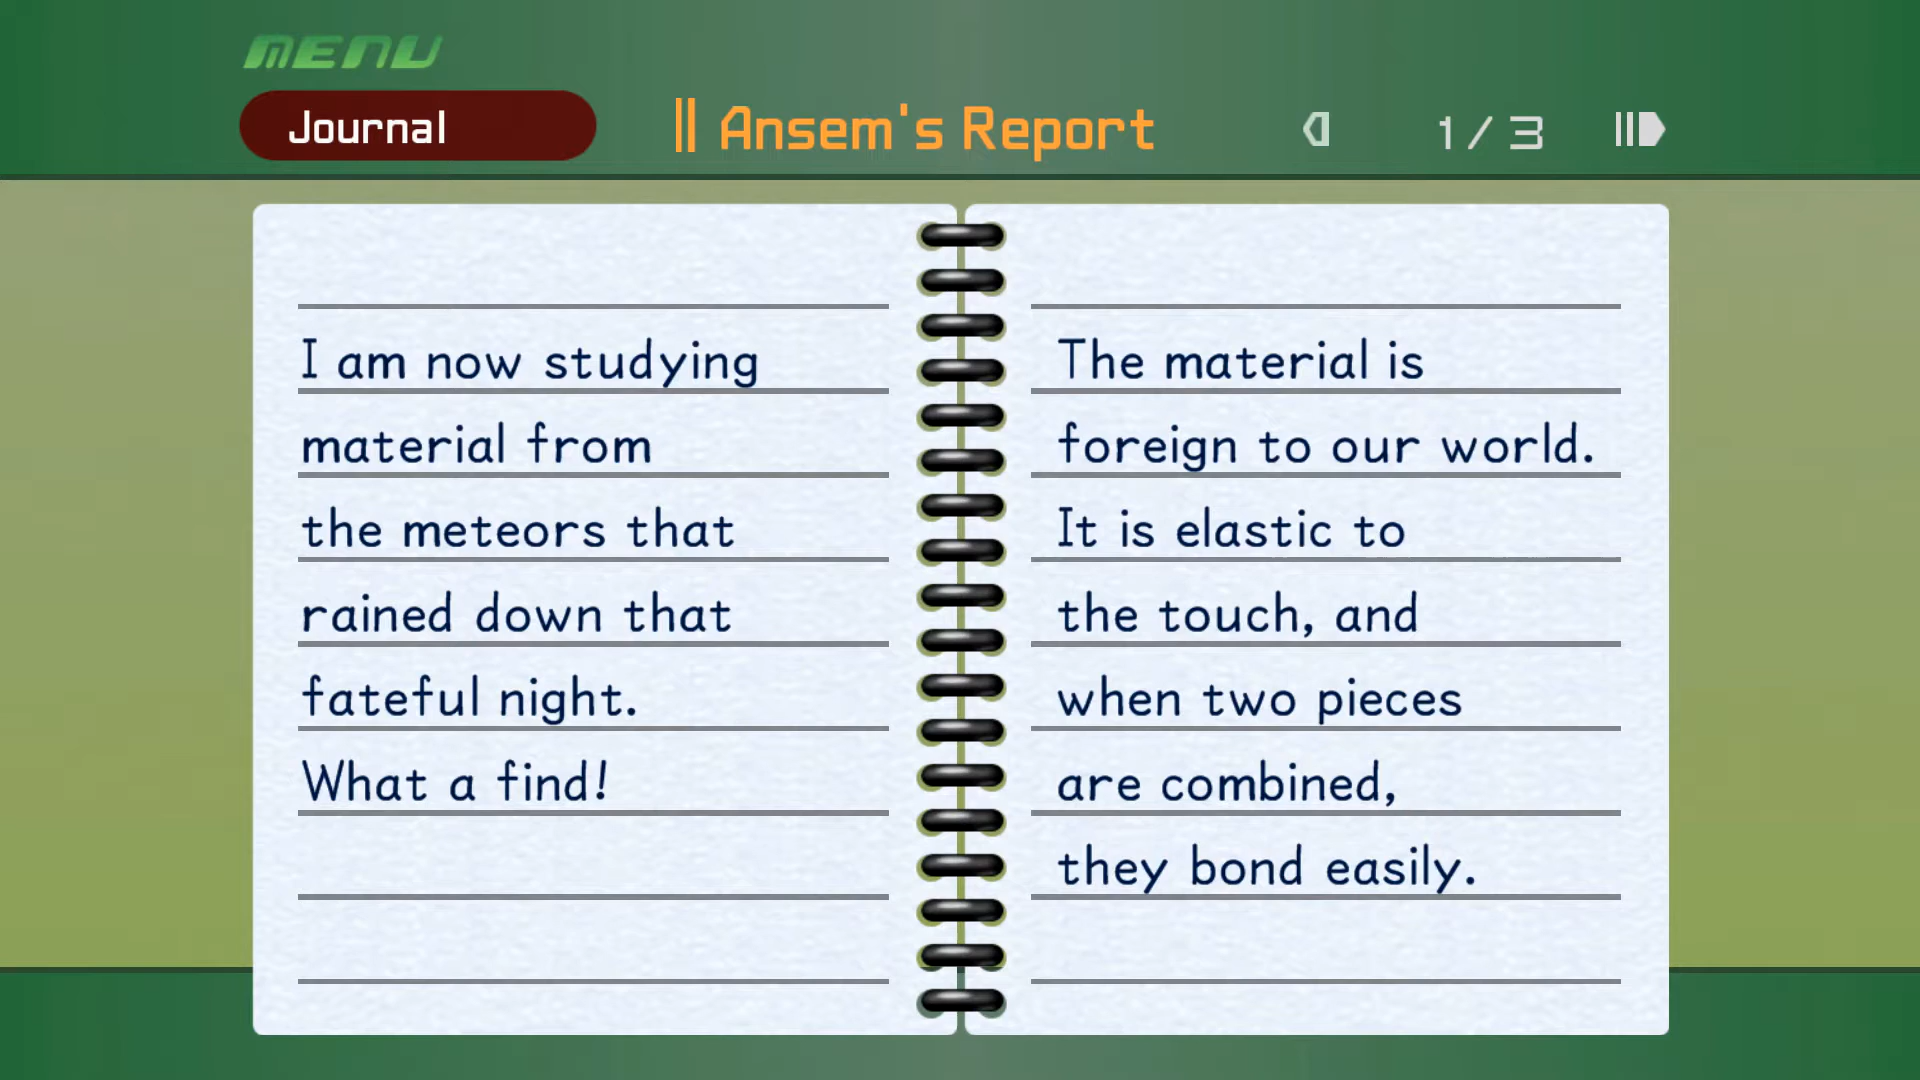 MENU
Journal
Ansem's Report
1/3
I am now studying
material from
the meteors that
rained down that
fateful night.
What a find!
The material is
foreign to our world.
It is elastic to
the touch, and
when two pieces
are combined,
they bond easily.